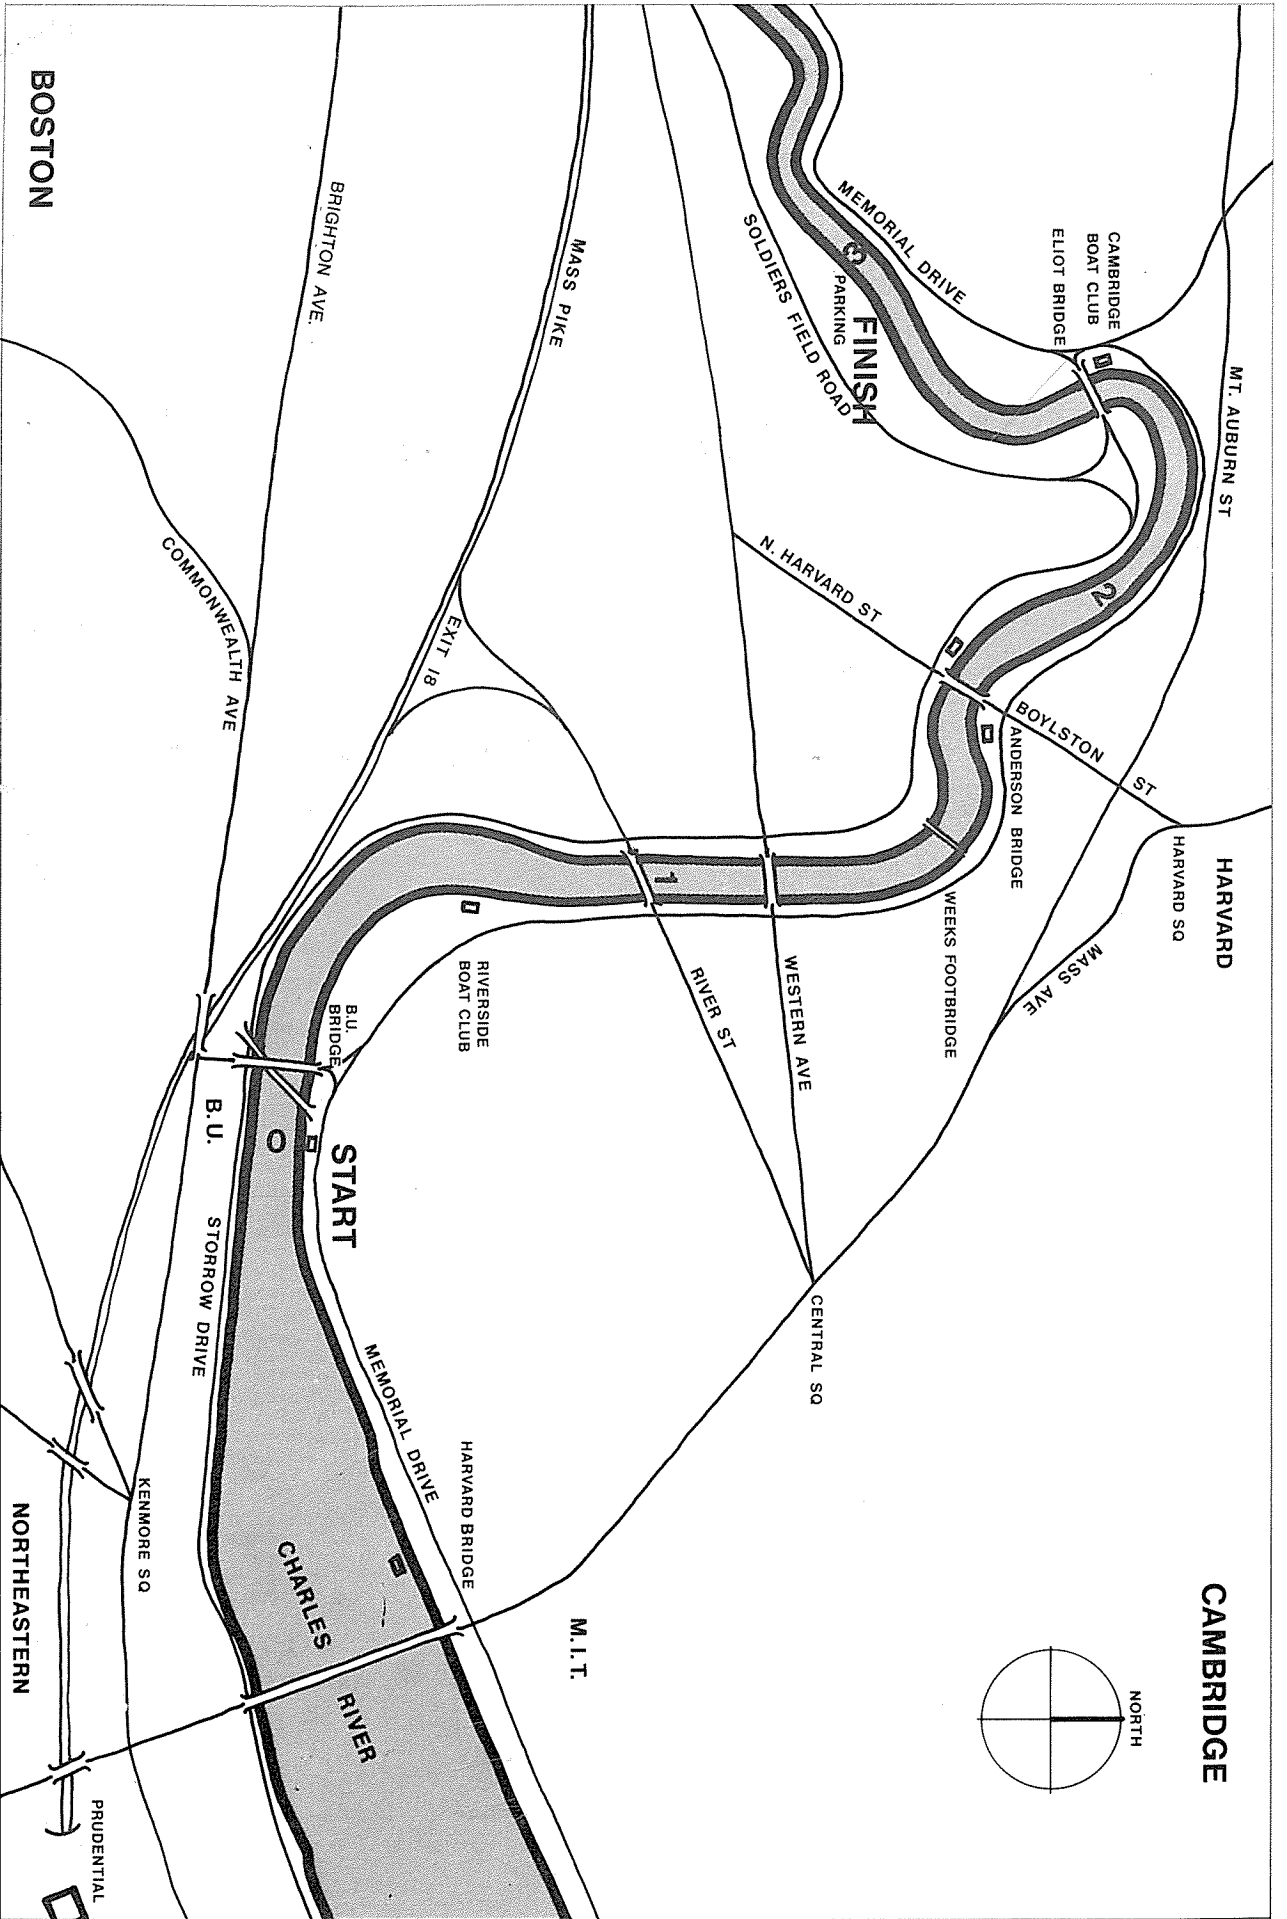 CAMBRIDGE
NORTH
HARVARD
HARVARD SQ
MT. AUBURN ST
CAMBRIDGE
BOAT CLUB
ELIOT BRIDGE
MEMORIAL DRIVE
3
PARKING
FINISH
SOLDIERS FIELD ROAD
2
N. HARVARD ST
BOYLSTON ST
ANDERSON BRIDGE
MASS AVE
WEEKS FOOTBRIDGE
WESTERN AVE
RIVER ST
1
CENTRAL SQ
MASS PIKE
EXIT 18
RIVERSIDE
BOAT CLUB
B.U.
BRIDGE
START
O
B.U.
STORROW DRIVE
MEMORIAL DRIVE
HARVARD BRIDGE
M.I.T.
CHARLES RIVER
BRIGHTON AVE.
COMMONWEALTH AVE
KENMORE SQ
BOSTON
NORTHEASTERN
PRUDENTIAL